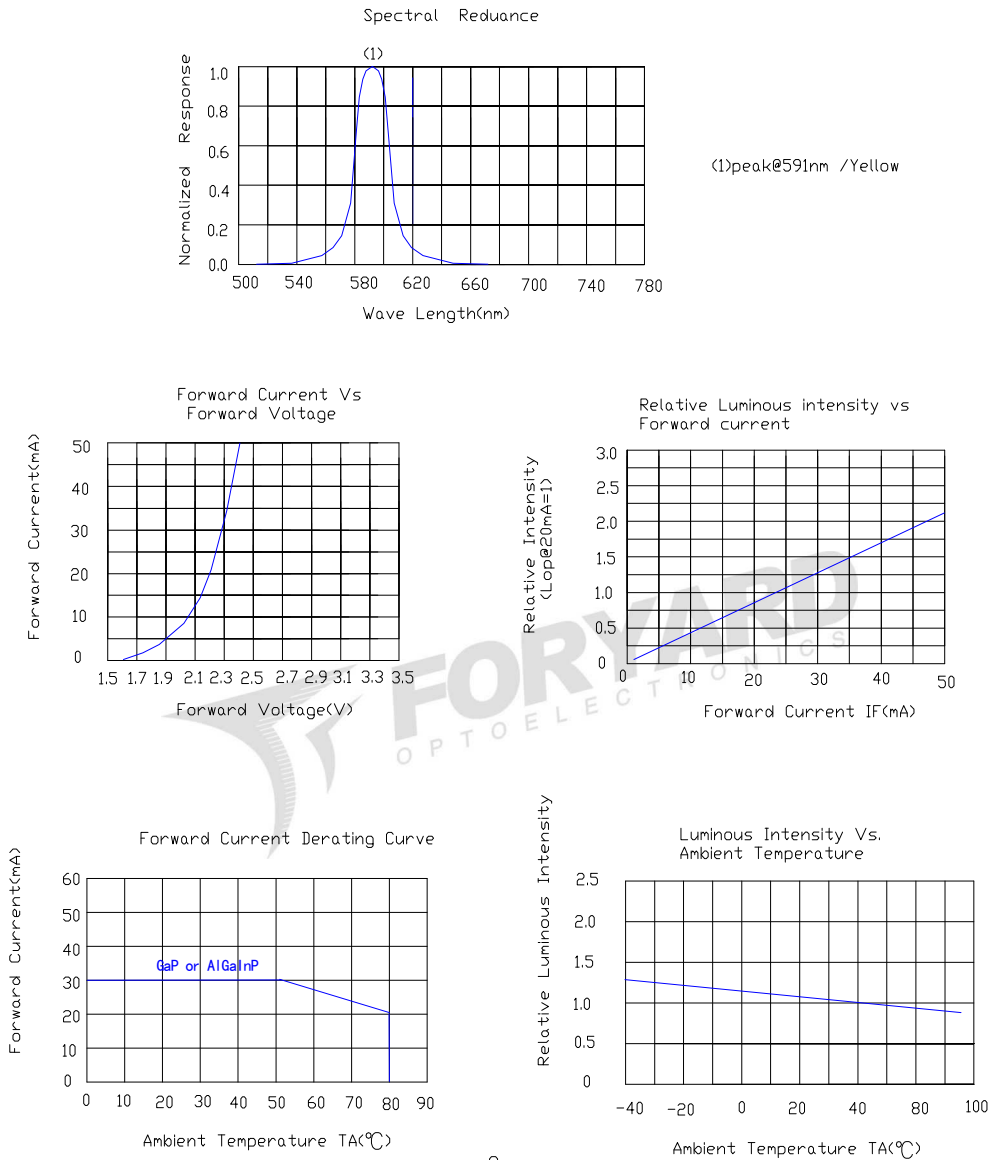 Spectral Reduance
(1)
Normalized Response
1.0
0.8
0.6
0.4
0.2
0.0
500 540 580 620 660 700 740 780
Wave Length(nm)
(1)peak@591nm /Yellow
Forward Current Vs
Forward Voltage
Forward Current(mA)
50
40
30
20
10
0
1.5 1.7 1.9 2.1 2.3 2.5 2.7 2.9 3.1 3.3 3.5
Forward Voltage(V)
Relative Luminous intensity vs
Forward current
Relative Intensity
(Lop@20mA=1)
3.0
2.5
2.0
1.5
1.0
0.5
0
0 10 20 30 40 50
Forward Current IF(mA)
FORYARD
OPTOELECTRONICS
Forward Current Derating Curve
Forward Current(mA)
60
50
40
30
20
10
0
GaP or AlGaInP
0 10 20 30 40 50 60 70 80 90
Ambient Temperature TA(℃)
Luminous Intensity Vs.
Ambient Temperature
Relative Luminous Intensity
2.5
2.0
1.5
1.0
0.5
0
-40 -20 0 20 40 80 100
Ambient Temperature TA(℃)